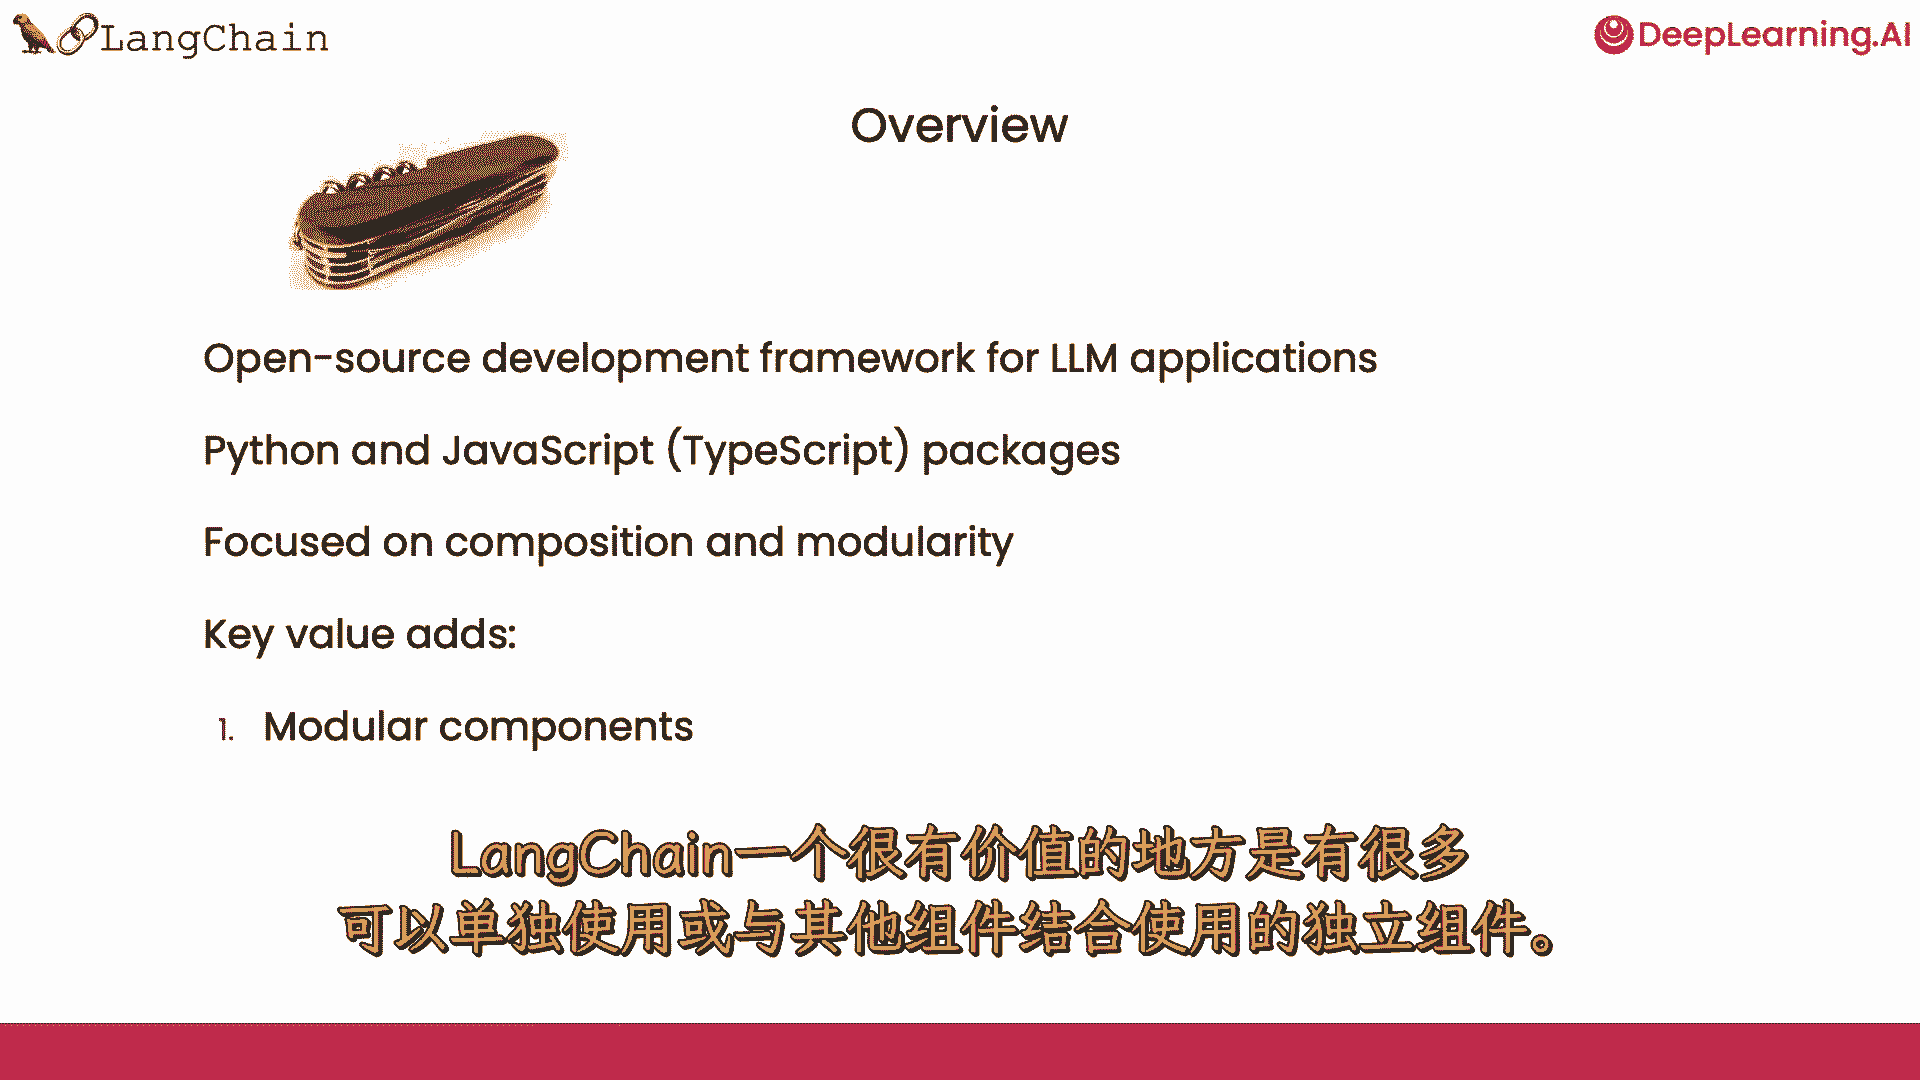 LangChain
DeepLearning.AI
Overview
Open-source development framework for LLM applications
Python and JavaScript (TypeScript) packages
Focused on composition and modularity
Key value adds:
1. Modular components
LangChain一个很有价值的地方是有很多
可以单独使用或与其他组件结合使用的独立组件。